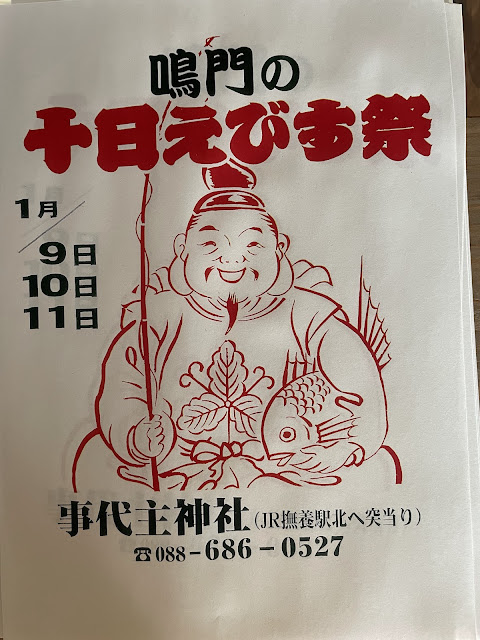 鳴門の
十日えびす祭
1月
9日
10日
11日
事代主神社(JR撫養駅北へ突当り)
☎088-686-0527